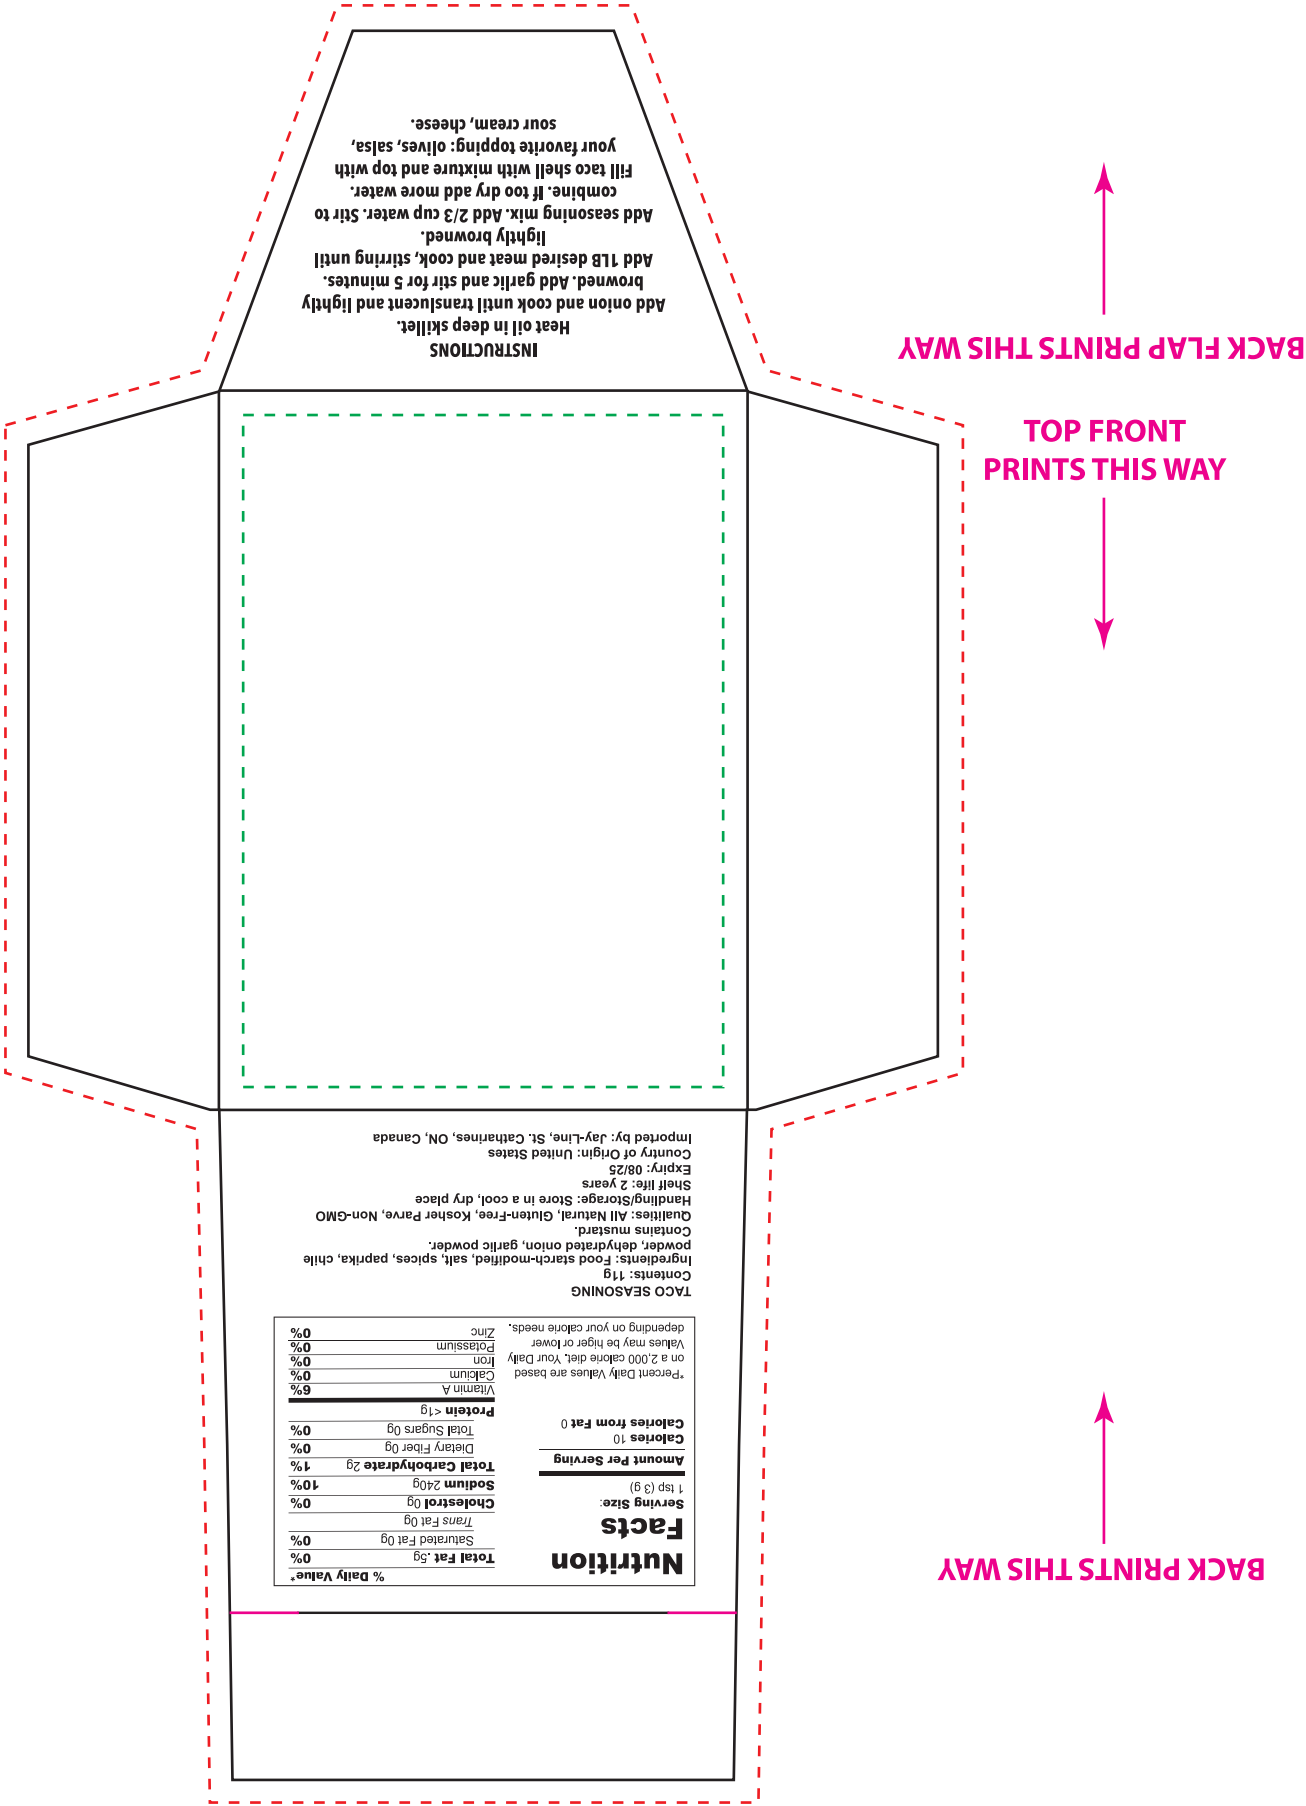 INSTRUCTIONS
Heat oil in deep skillet.
Add onion and cook until translucent and lightly
browned. Add garlic and stir for 5 minutes.
Add 1LB desired meat and cook, stirring until
lightly browned.
Add seasoning mix. Add 2/3 cup water. Stir to
combine. If too dry add more water.
Fill taco shell with mixture and top with
your favorite topping: olives, salsa,
sour cream, cheese.
BACK FLAP PRINTS THIS WAY
TOP FRONT
PRINTS THIS WAY
BACK PRINTS THIS WAY
Nutrition
Facts
Serving Size:
1 tsp (3 g)
Amount Per Serving
Calories 10
Calories from Fat 0
*Percent Daily Values are based
on a 2,000 calorie diet. Your Daily
Values may be higer or lower
depending on your calorie needs.
% Daily Value*
Total Fat .5g 0%
Saturated Fat 0g 0%
Trans Fat 0g
Cholestrol 0g 0%
Sodium 240g 10%
Total Carbohydrate 2g 1%
Dietary Fiber 0g 0%
Total Sugars 0g 0%
Protein <1g
Vitamin A 6%
Calcium 0%
Iron 0%
Potassium 0%
Zinc 0%
TACO SEASONING
Contents: 11g
Ingredients: Food starch-modified, salt, spices, paprika, chile
powder, dehydrated onion, garlic powder.
Contains mustard.
Qualities: All Natural, Gluten-Free, Kosher Parve, Non-GMO
Handling/Storage: Store in a cool, dry place
Shelf life: 2 years
Expiry: 08/25
Country of Origin: United States
Imported by: Jay-Line, St. Catharines, ON, Canada